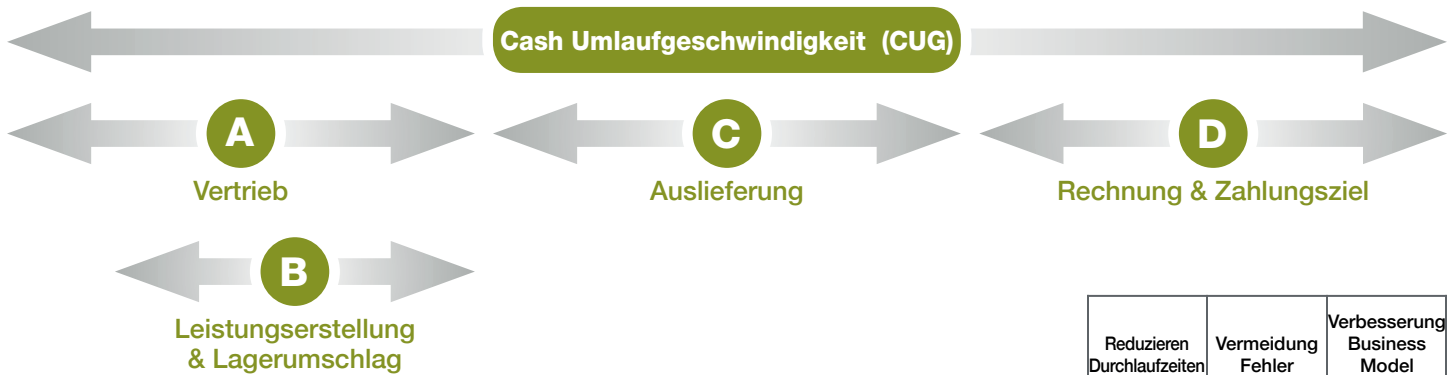 Cash Umlaufgeschwindigkeit (CUG)
A
Vertrieb
C
Auslieferung
D
Rechnung & Zahlungsziel
B
Leistungserstellung
& Lagerumschlag
Reduzieren
Durchlaufzeiten
Vermeidung
Fehler
Verbesserung
Business
Model